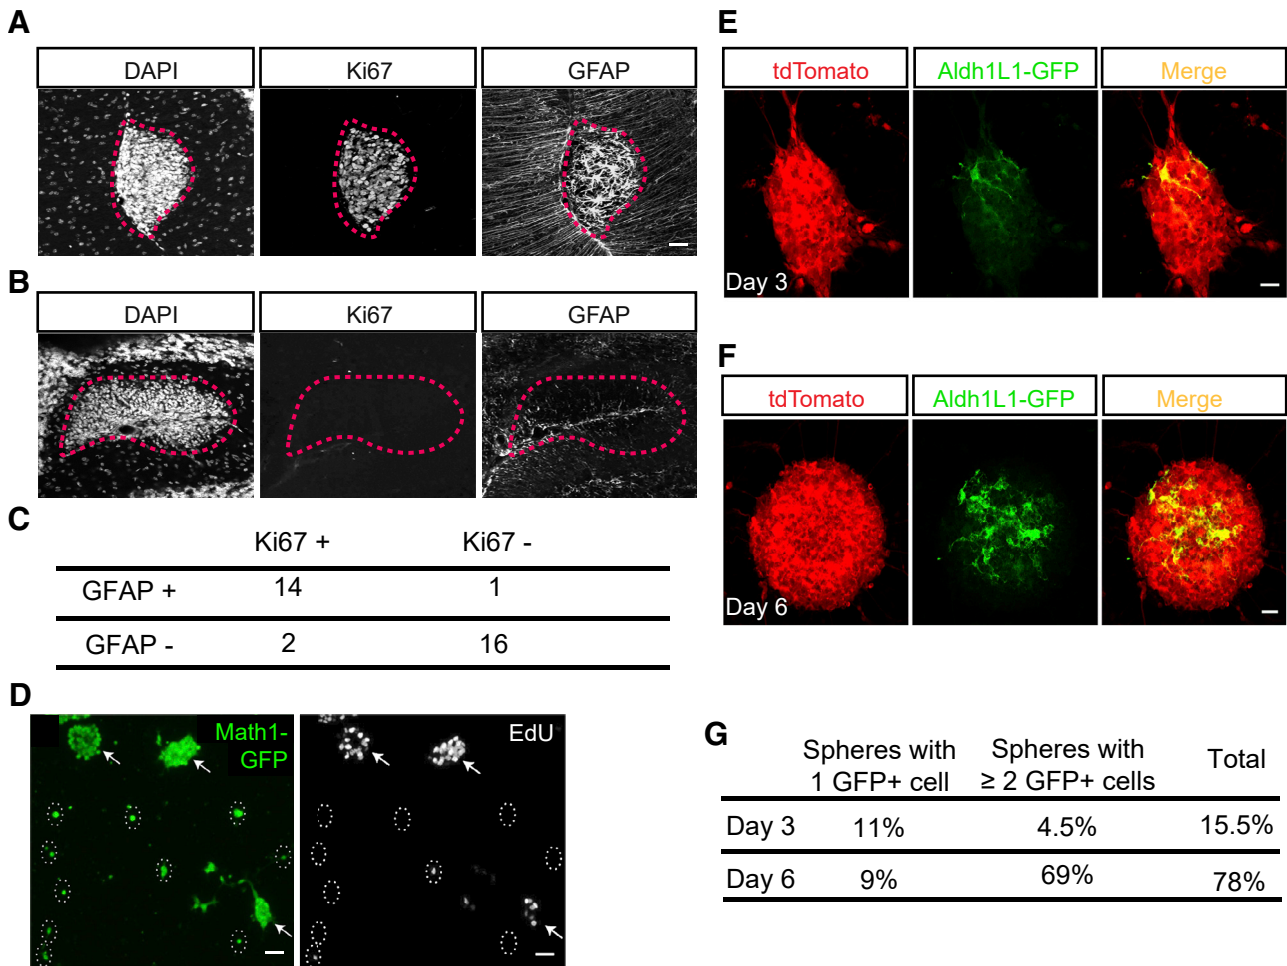 A
DAPI Ki67 GFAP
B
DAPI Ki67 GFAP
C
Ki67 + Ki67 -
GFAP + 14 1
GFAP - 2 16
D
Math1-
GFP
EdU
E
tdTomato Aldh1L1-GFP Merge
Day 3
F
tdTomato Aldh1L1-GFP Merge
Day 6
G
Spheres with
1 GFP+ cell
Spheres with
≥ 2 GFP+ cells
Total
Day 3 11% 4.5% 15.5%
Day 6 9% 69% 78%